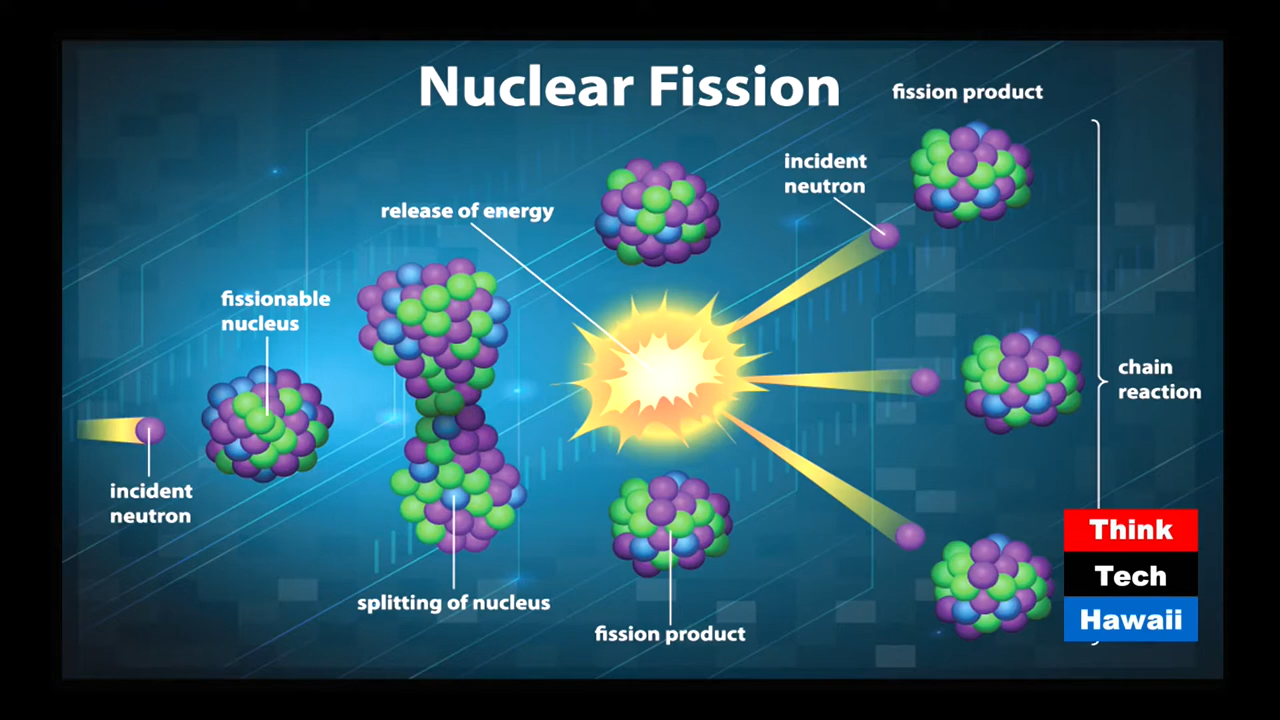 Nuclear Fission
fission product
incident
neutron
release of energy
fissionable
nucleus
chain
reaction
incident
neutron
splitting of nucleus
fission product
Think
Tech
Hawaii